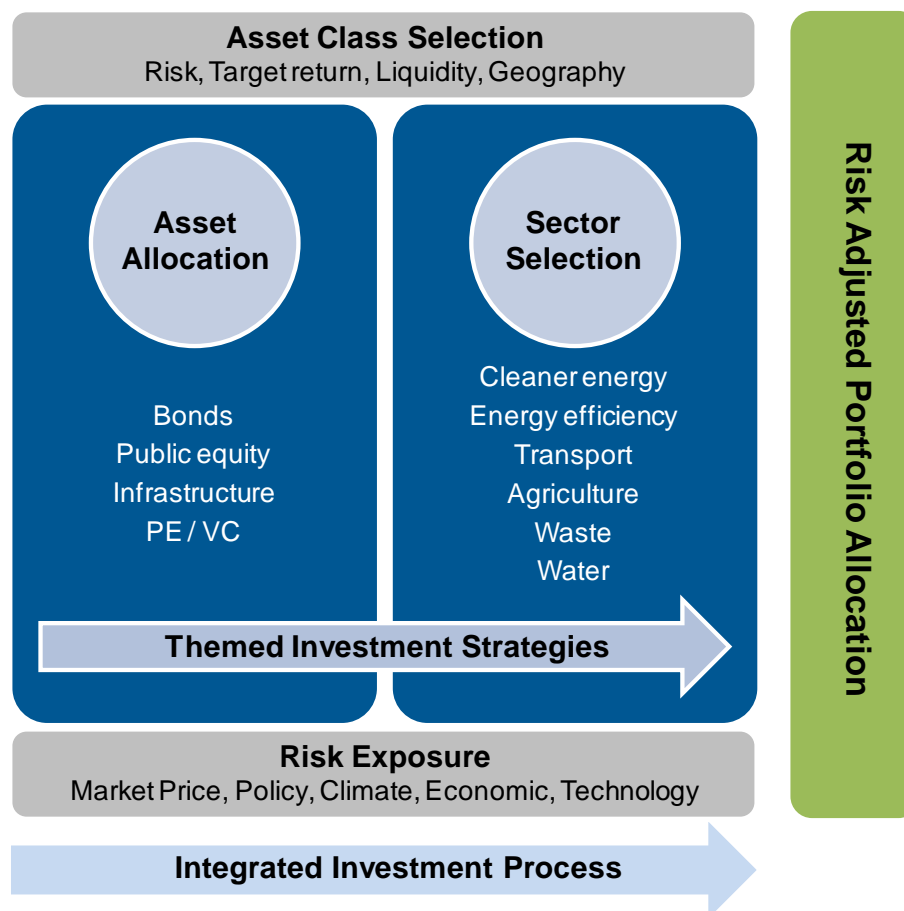 Asset Class Selection
Risk, Target return, Liquidity, Geography
Asset
Allocation
Bonds
Public equity
Infrastructure
PE / VC
Sector
Selection
Cleaner energy
Energy efficiency
Transport
Agriculture
Waste
Water
Themed Investment Strategies
Risk Exposure
Market Price, Policy, Climate, Economic, Technology
Integrated Investment Process
Risk Adjusted Portfolio Allocation